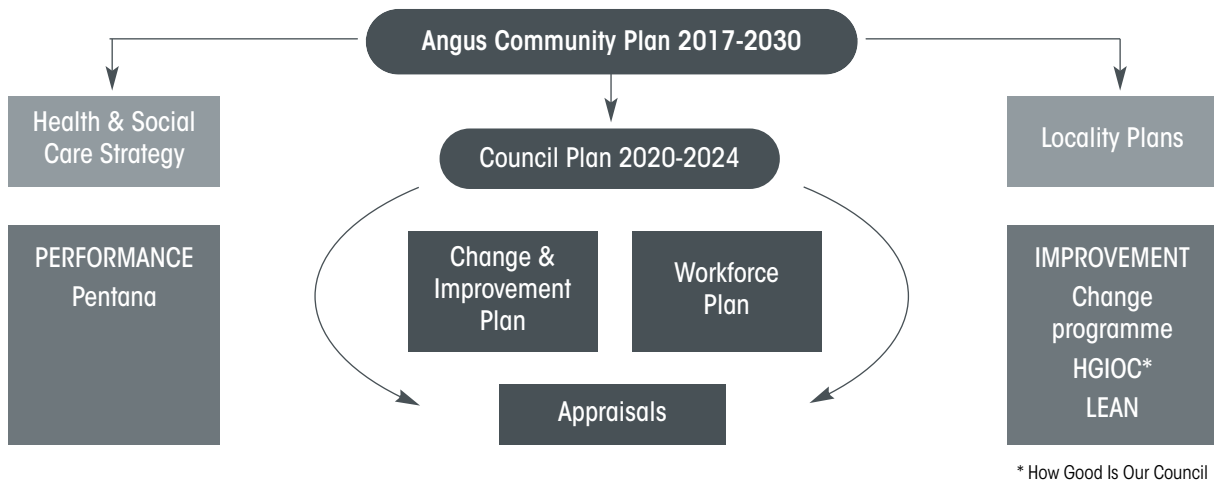 Angus Community Plan 2017-2030
Health & Social
Care Strategy
Council Plan 2020-2024
Locality Plans
PERFORMANCE
Pentana
Change &
Improvement
Plan
Workforce
Plan
Appraisals
IMPROVEMENT
Change
programme
HGIOC*
LEAN
* How Good Is Our Council